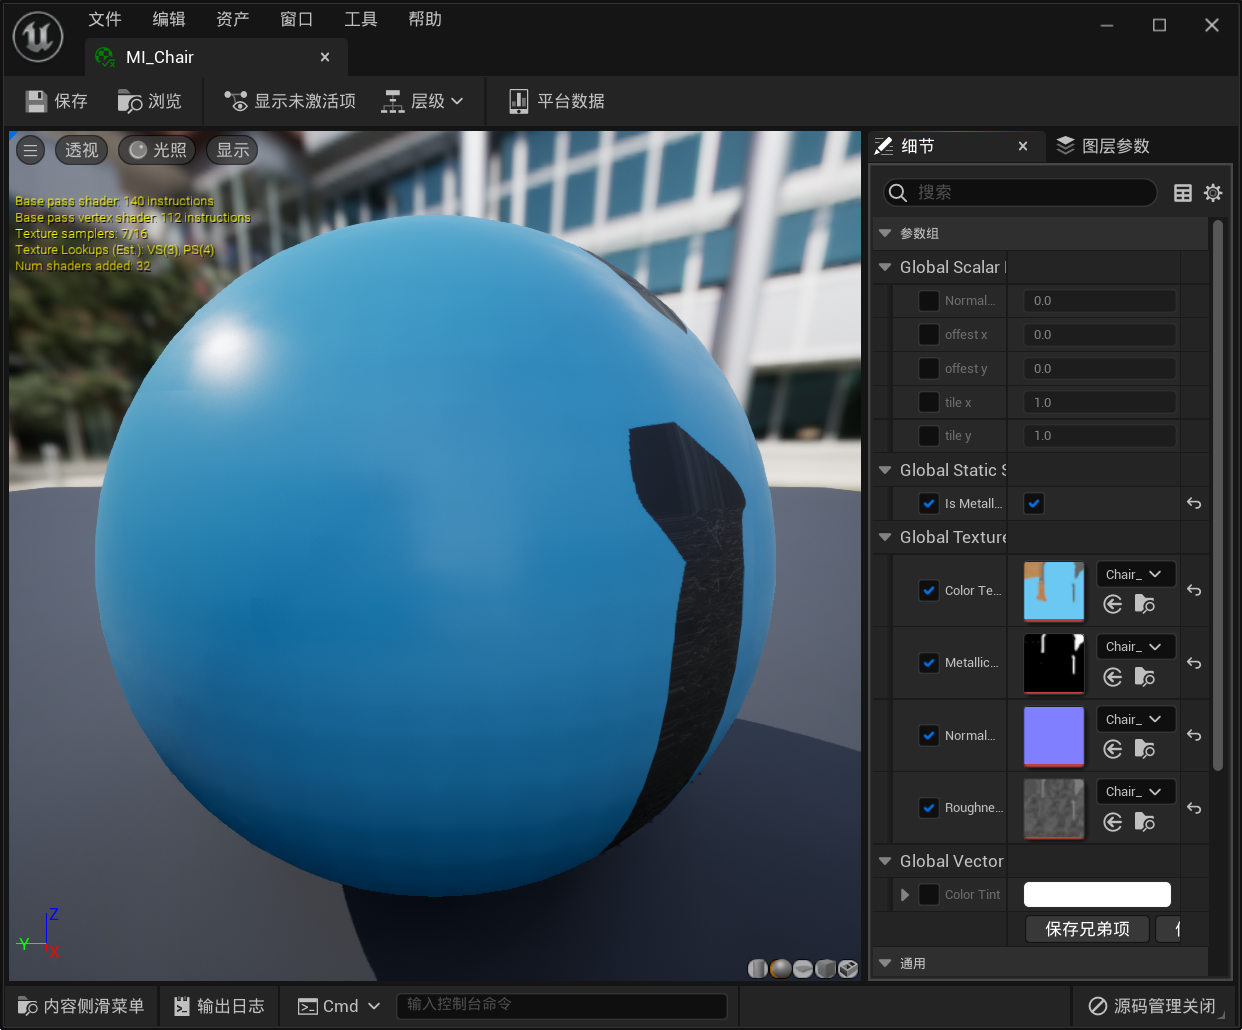 文件 编辑 资产 窗口 工具 帮助
MI_Chair
保存 浏览 显示未激活项 层级 平台数据
透视 光照 显示
Base pass shader: 140 instructions
Base pass vertex shader: 112 instructions
Texture samplers: 7/16
Texture Lookups (Est.): VS(3), PS(4)
Num shaders added: 32
Z
Y
X
细节 图层参数
搜索
参数组
Global Scalar
Normal... 0.0
offest x 0.0
offest y 0.0
tile x 1.0
tile y 1.0
Global Static S
Is Metall...
Global Texture
Color Te... Chair_
Metallic... Chair_
Normal... Chair_
Roughne... Chair_
Global Vector
Color Tint
保存兄弟项
通用
内容侧滑菜单 输出日志 Cmd 输入控制台命令 源码管理关闭